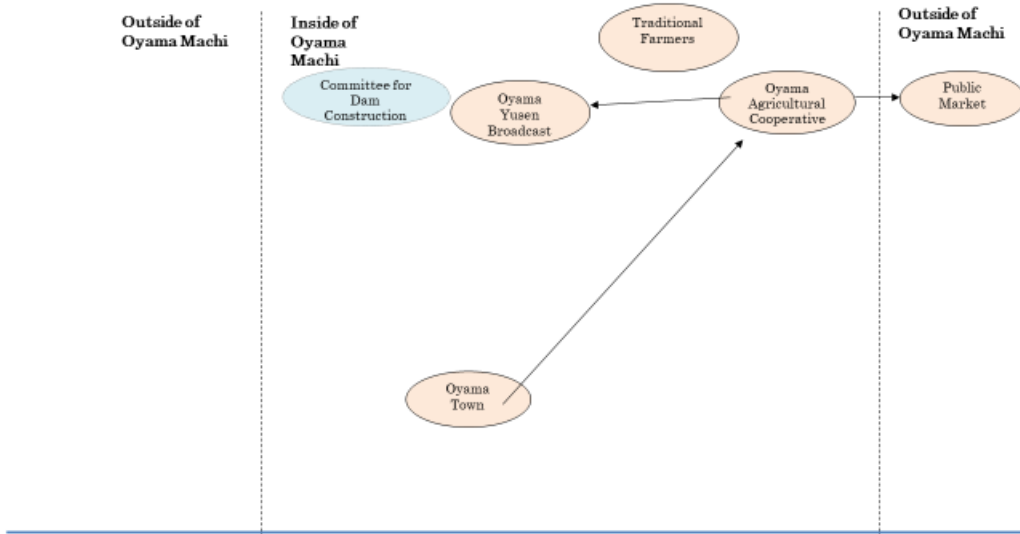 Outside of
Oyama Machi
Inside of
Oyama
Machi
Traditional
Farmers
Outside of
Oyama Machi
Committee for
Dam
Construction
Oyama
Yusen
Broadcast
Oyama
Agricultural
Cooperative
Public
Market
Oyama
Town